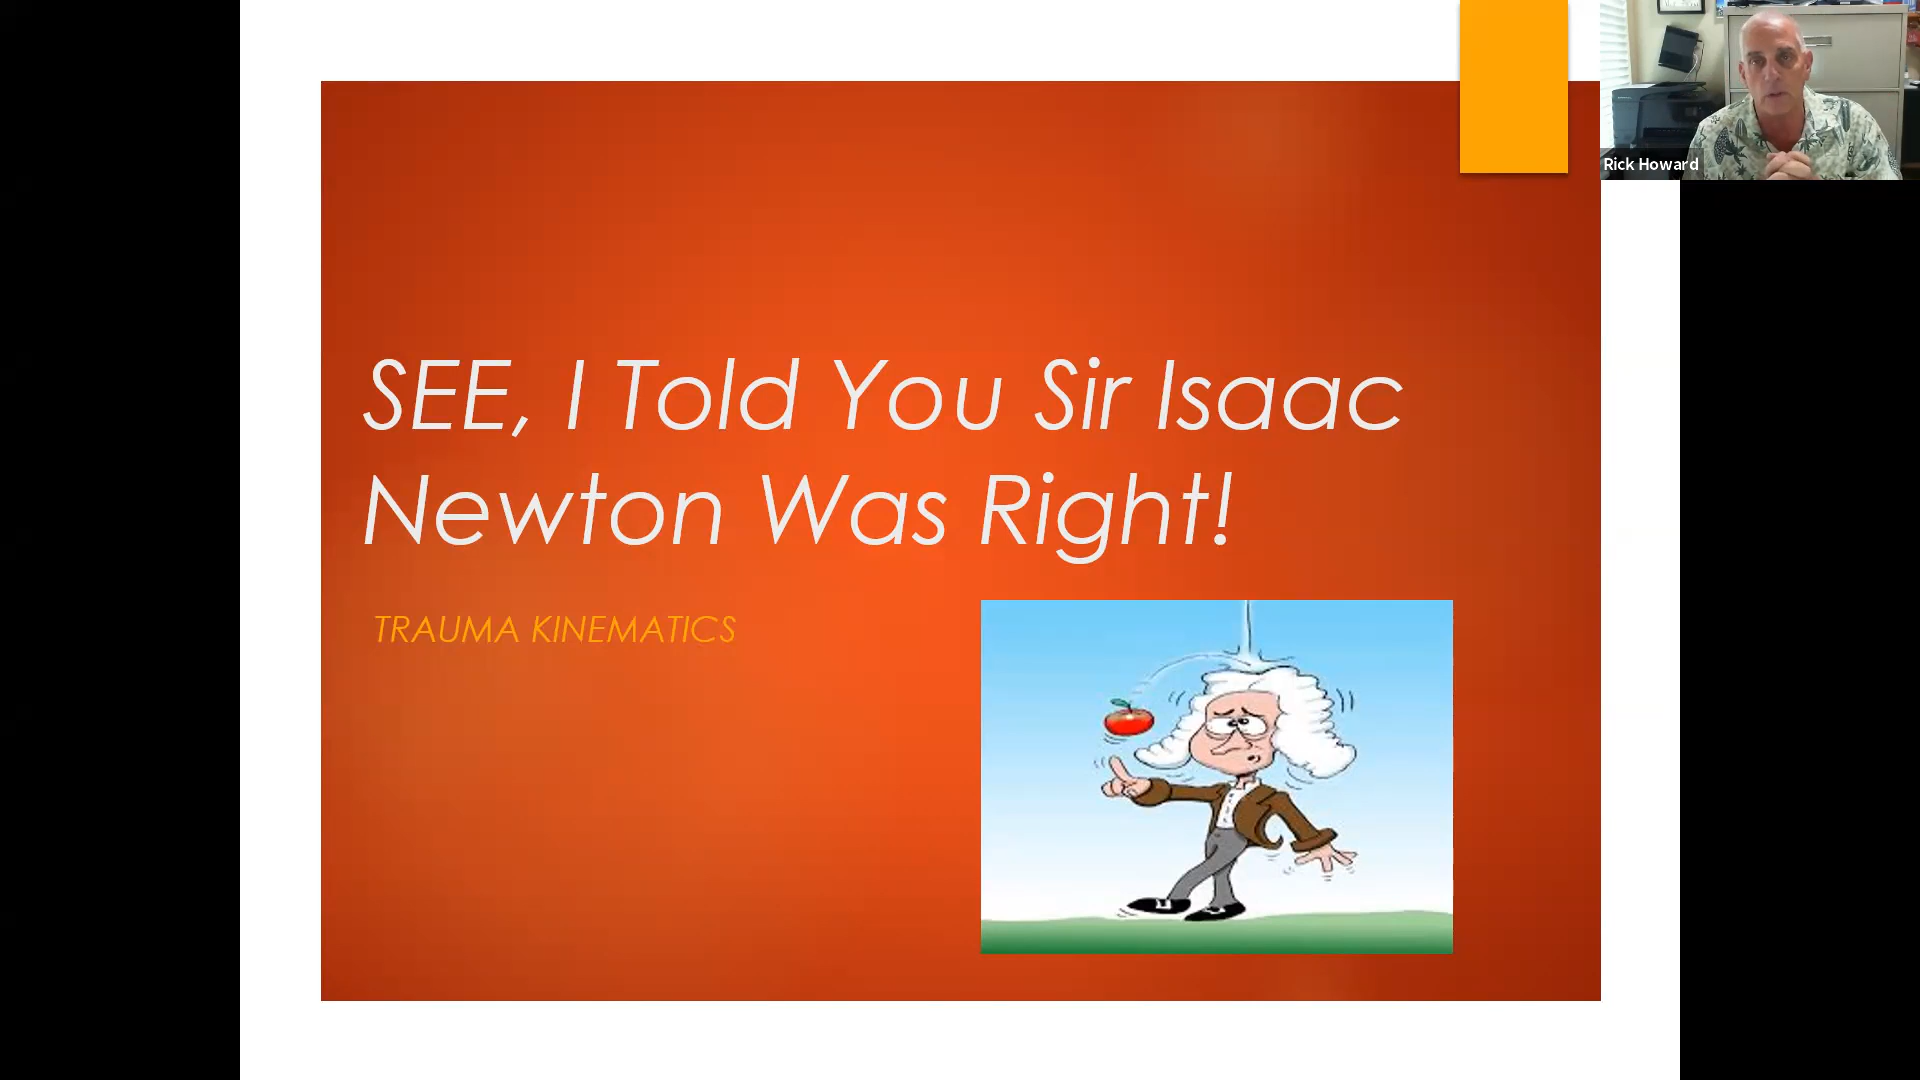 Rick Howard
SEE, I Told You Sir Isaac
Newton Was Right!
TRAUMA KINEMATICS